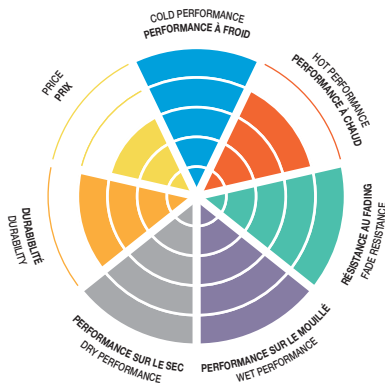 COLD PERFORMANCE
PERFORMANCE À FROID
HOT PERFORMANCE
PERFORMANCE À CHAUD
RÉSISTANCE AU FADING
FADE RESISTANCE
PERFORMANCE SUR LE MOUILLÉ
WET PERFORMANCE
PERFORMANCE SUR LE SEC
DRY PERFORMANCE
DURABIBLITÉ
DURABILITY
PRICE
PRIX